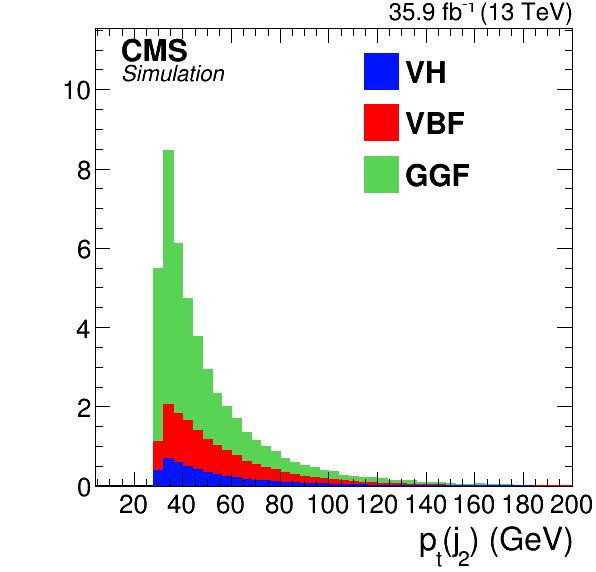 35.9 fb⁻¹ (13 TeV)
CMS
Simulation
VH
VBF
GGF
10
8
6
4
2
0
20 40 60 80 100 120 140 160 180 200
pₜ(j₂) (GeV)